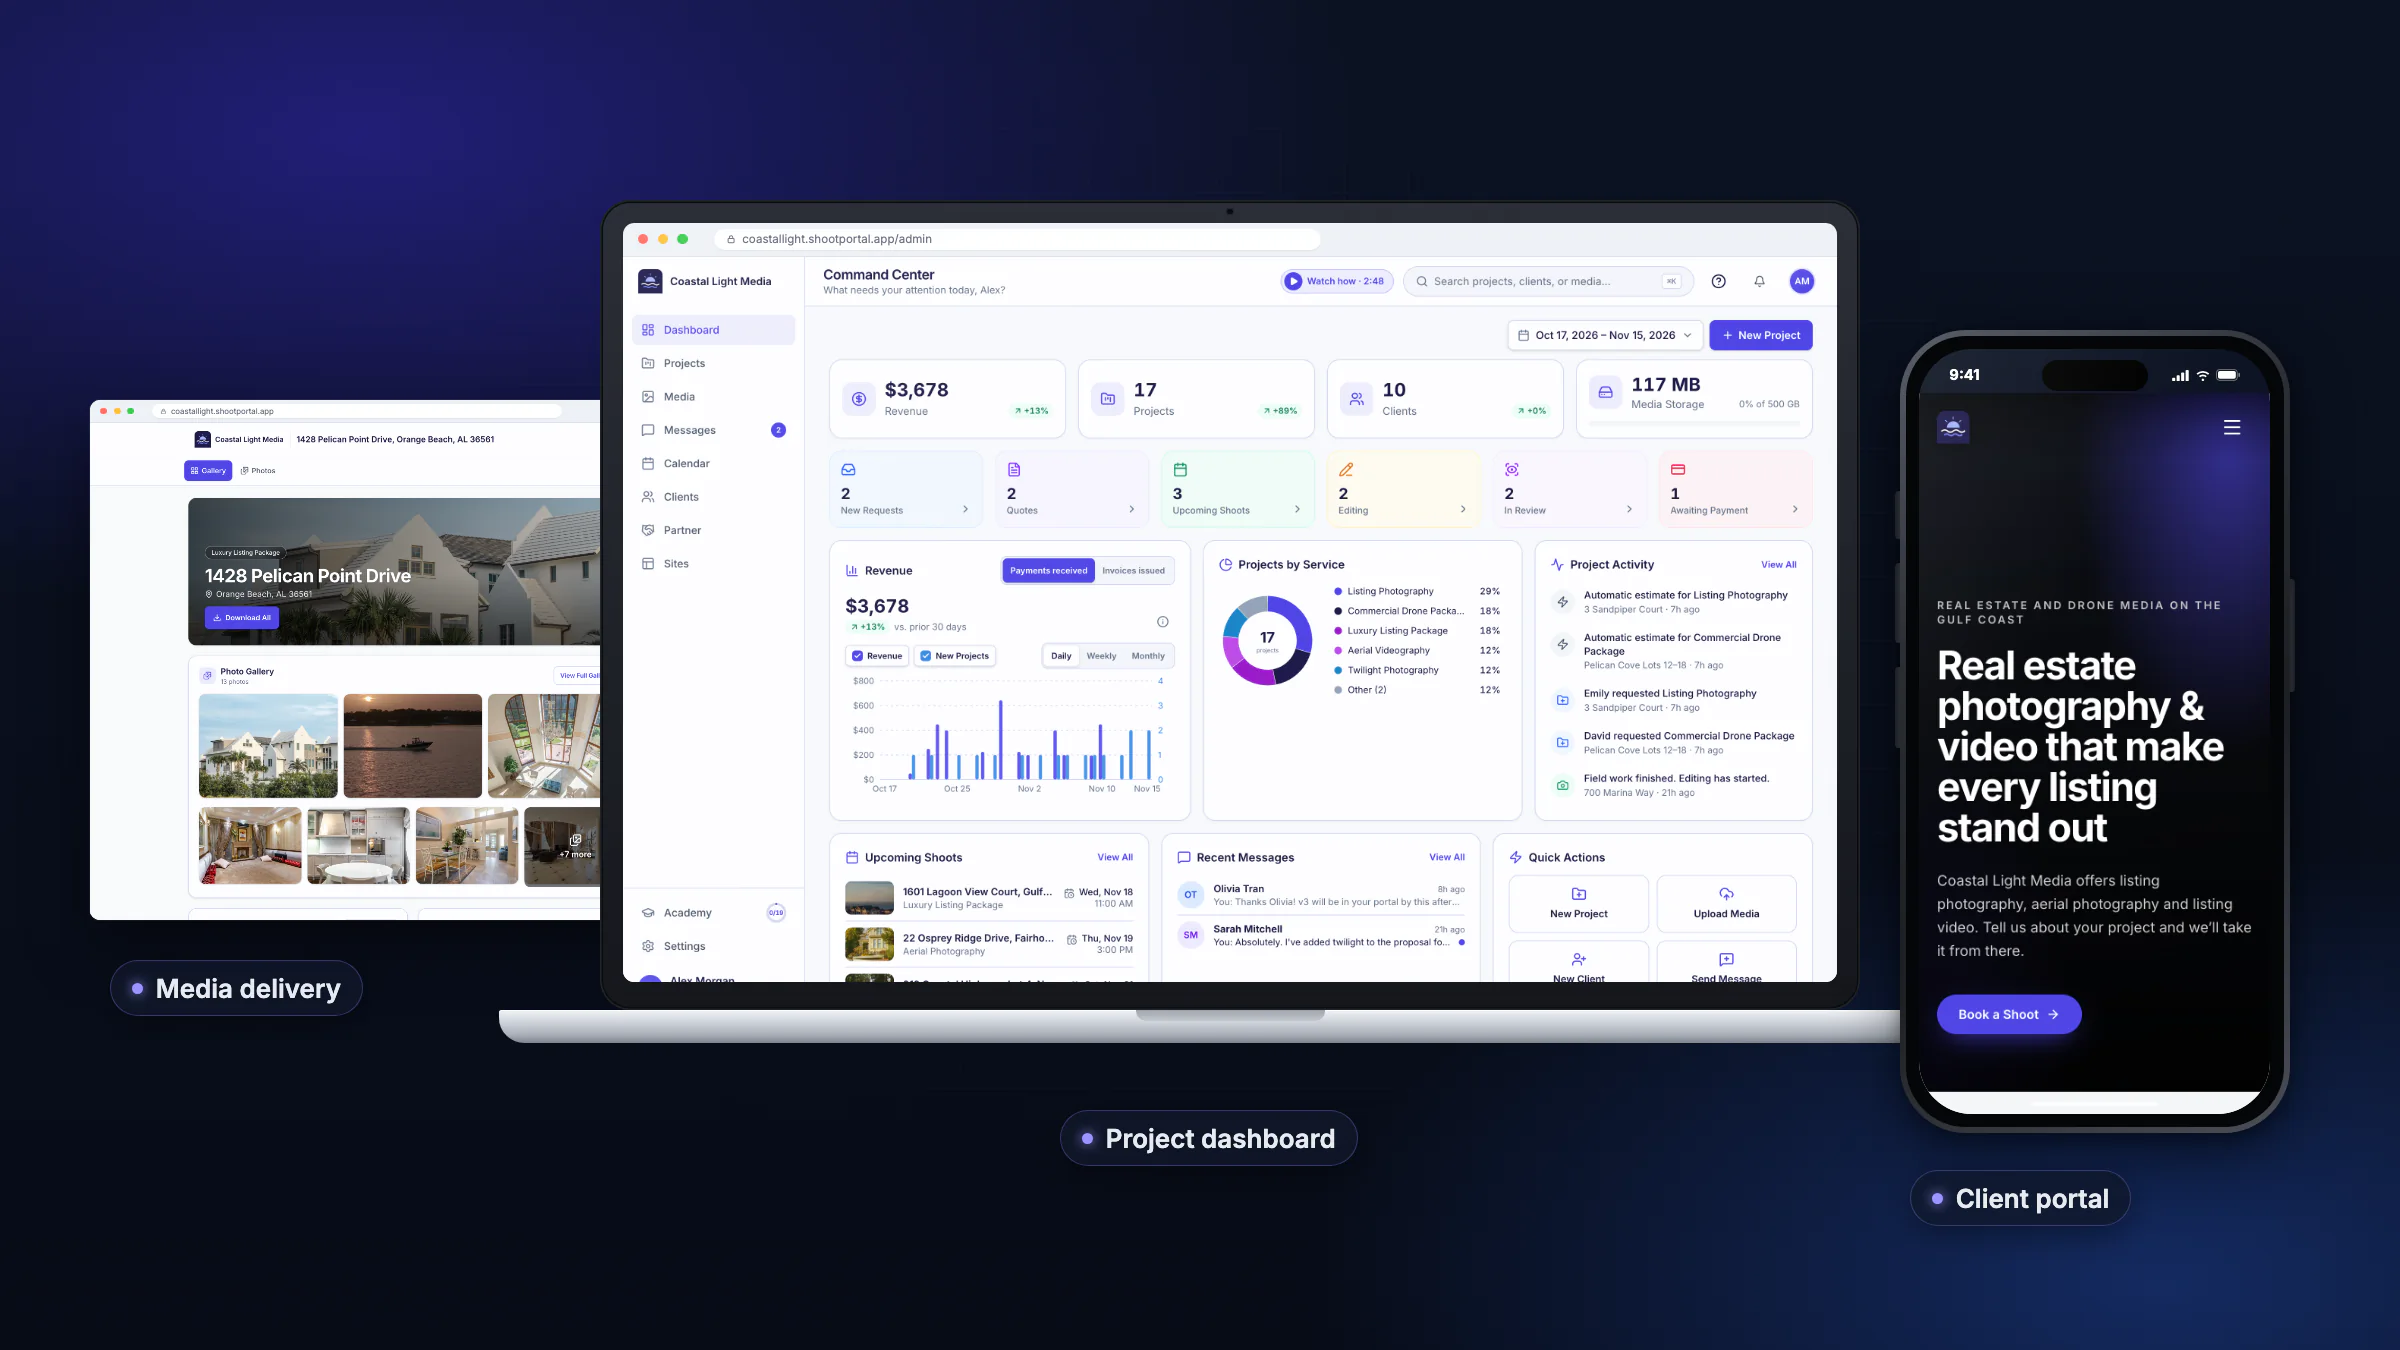 coastallight.shootportal.app
Coastal Light Media
1428 Pelican Point Drive, Orange Beach, AL 36561
Gallery
Photos
Luxury Listing Package
1428 Pelican Point Drive
Orange Beach, AL 36561
Download All
Photo Gallery
13 photos
View Full Gal
+7 more
Media delivery
coastallight.shootportal.app/admin
Coastal Light Media
Dashboard
Projects
Media
Messages
2
Calendar
Clients
Partner
Sites
Academy
0/19
Settings
Alex Morgan
Command Center
What needs your attention today, Alex?
Watch how · 2:48
Search projects, clients, or media...
⌘K
AM
Oct 17, 2026 – Nov 15, 2026
New Project
$3,678
Revenue
+13%
17
Projects
+89%
10
Clients
+0%
117 MB
Media Storage
0% of 500 GB
2
New Requests
2
Quotes
3
Upcoming Shoots
2
Editing
2
In Review
1
Awaiting Payment
Revenue
Payments received
Invoices issued
$3,678
+13% vs. prior 30 days
Revenue
New Projects
Daily
Weekly
Monthly
$800
$600
$400
$200
$0
4
3
2
1
0
Oct 17
Oct 25
Nov 2
Nov 10
Nov 15
Projects by Service
17
projects
Listing Photography 29%
Commercial Drone Packa... 18%
Luxury Listing Package 18%
Aerial Videography 12%
Twilight Photography 12%
Other (2) 12%
Project Activity
View All
Automatic estimate for Listing Photography
3 Sandpiper Court · 7h ago
Automatic estimate for Commercial Drone
Package
Pelican Cove Lots 12–18 · 7h ago
Emily requested Listing Photography
3 Sandpiper Court · 7h ago
David requested Commercial Drone Package
Pelican Cove Lots 12–18 · 7h ago
Field work finished. Editing has started.
700 Marina Way · 21h ago
Upcoming Shoots
View All
1601 Lagoon View Court, Gulf...
Wed, Nov 18
Luxury Listing Package
11:00 AM
22 Osprey Ridge Drive, Fairho...
Thu, Nov 19
Aerial Photography
3:00 PM
Recent Messages
View All
OT
Olivia Tran
8h ago
You: Thanks Olivia! v3 will be in your portal by this after...
SM
Sarah Mitchell
21h ago
You: Absolutely. I've added twilight to the proposal fo...
Quick Actions
New Project
Upload Media
New Client
Send Message
Project dashboard
9:41
REAL ESTATE AND DRONE MEDIA ON THE
GULF COAST
Real estate
photography &
video that make
every listing
stand out
Coastal Light Media offers listing
photography, aerial photography and listing
video. Tell us about your project and we'll take
it from there.
Book a Shoot
Client portal